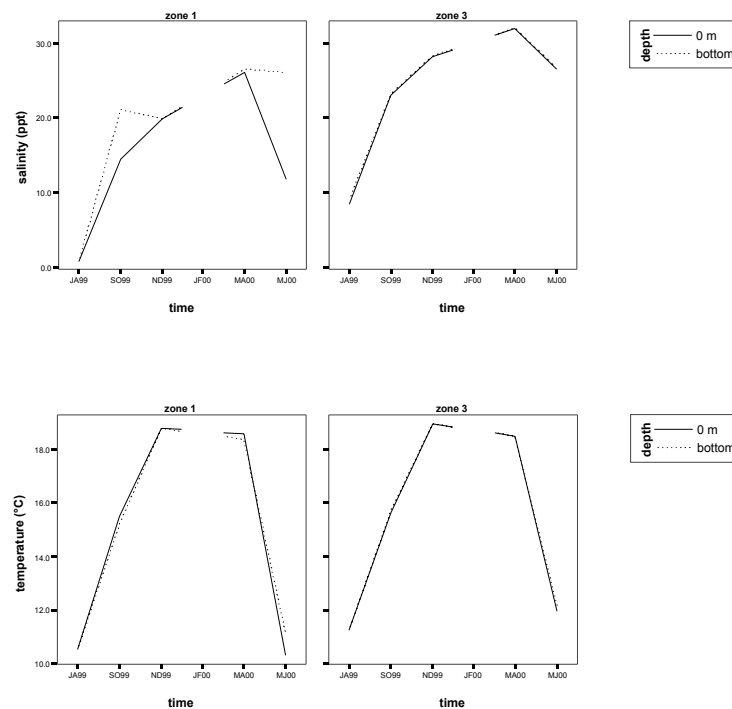 zone 1
zone 3
depth
0 m
bottom
salinity (ppt)
30.0
20.0
10.0
0.0
JA99 SO99 ND99 JF00 MA00 MJ00
JA99 SO99 ND99 JF00 MA00 MJ00
time
time
zone 1
zone 3
depth
0 m
bottom
temperature (°C)
18.0
16.0
14.0
12.0
10.0
JA99 SO99 ND99 JF00 MA00 MJ00
JA99 SO99 ND99 JF00 MA00 MJ00
time
time